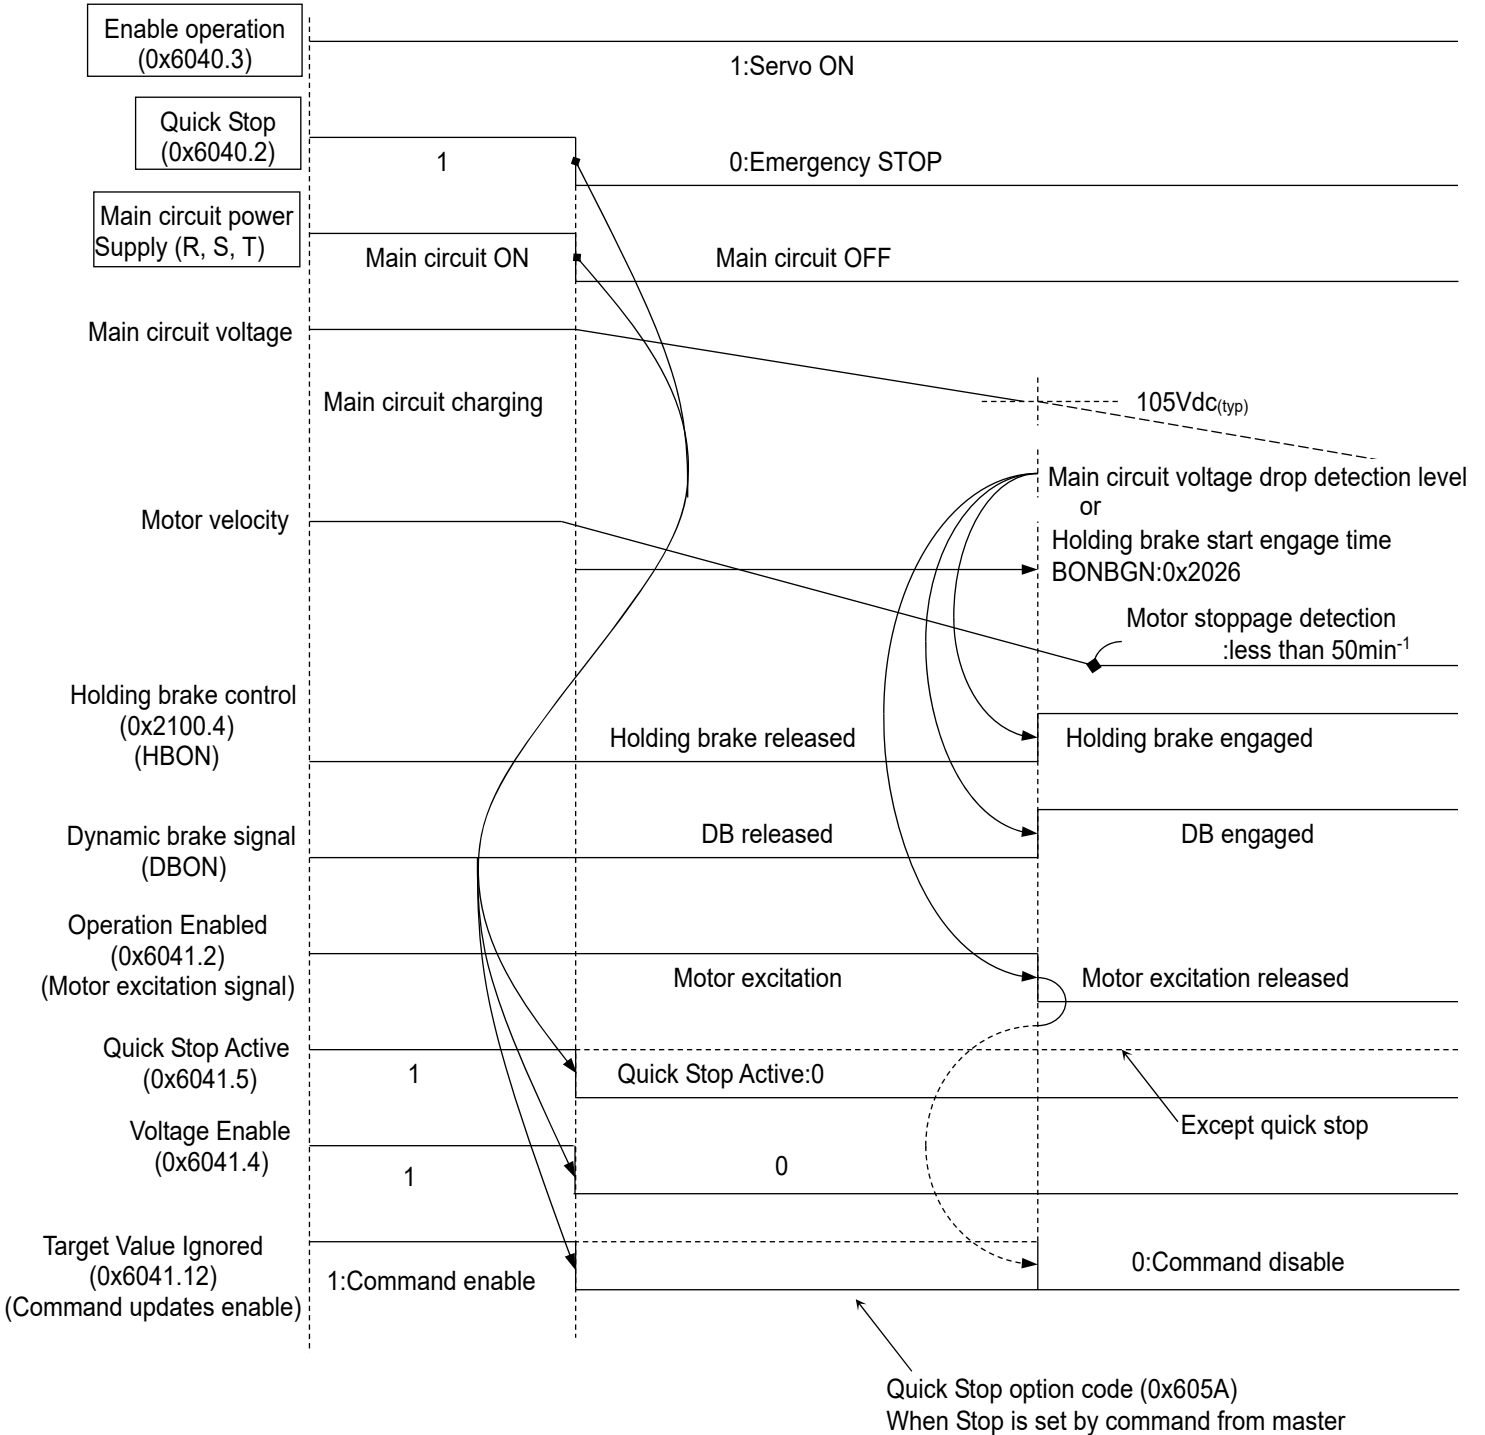 Enable operation
(0x6040.3)
1:Servo ON
Quick Stop
(0x6040.2)
1
0:Emergency STOP
Main circuit power
Supply (R, S, T)
Main circuit ON
Main circuit OFF
Main circuit voltage
Main circuit charging
105Vdc(typ)
Main circuit voltage drop detection level
or
Holding brake start engage time
BONBGN:0x2026
Motor velocity
Motor stoppage detection
:less than 50min-1
Holding brake control
(0x2100.4)
(HBON)
Holding brake released
Holding brake engaged
Dynamic brake signal
(DBON)
DB released
DB engaged
Operation Enabled
(0x6041.2)
(Motor excitation signal)
Motor excitation
Motor excitation released
Quick Stop Active
(0x6041.5)
1
Quick Stop Active:0
Except quick stop
Voltage Enable
(0x6041.4)
1
0
Target Value Ignored
(0x6041.12)
(Command updates enable)
1:Command enable
0:Command disable
Quick Stop option code (0x605A)
When Stop is set by command from master